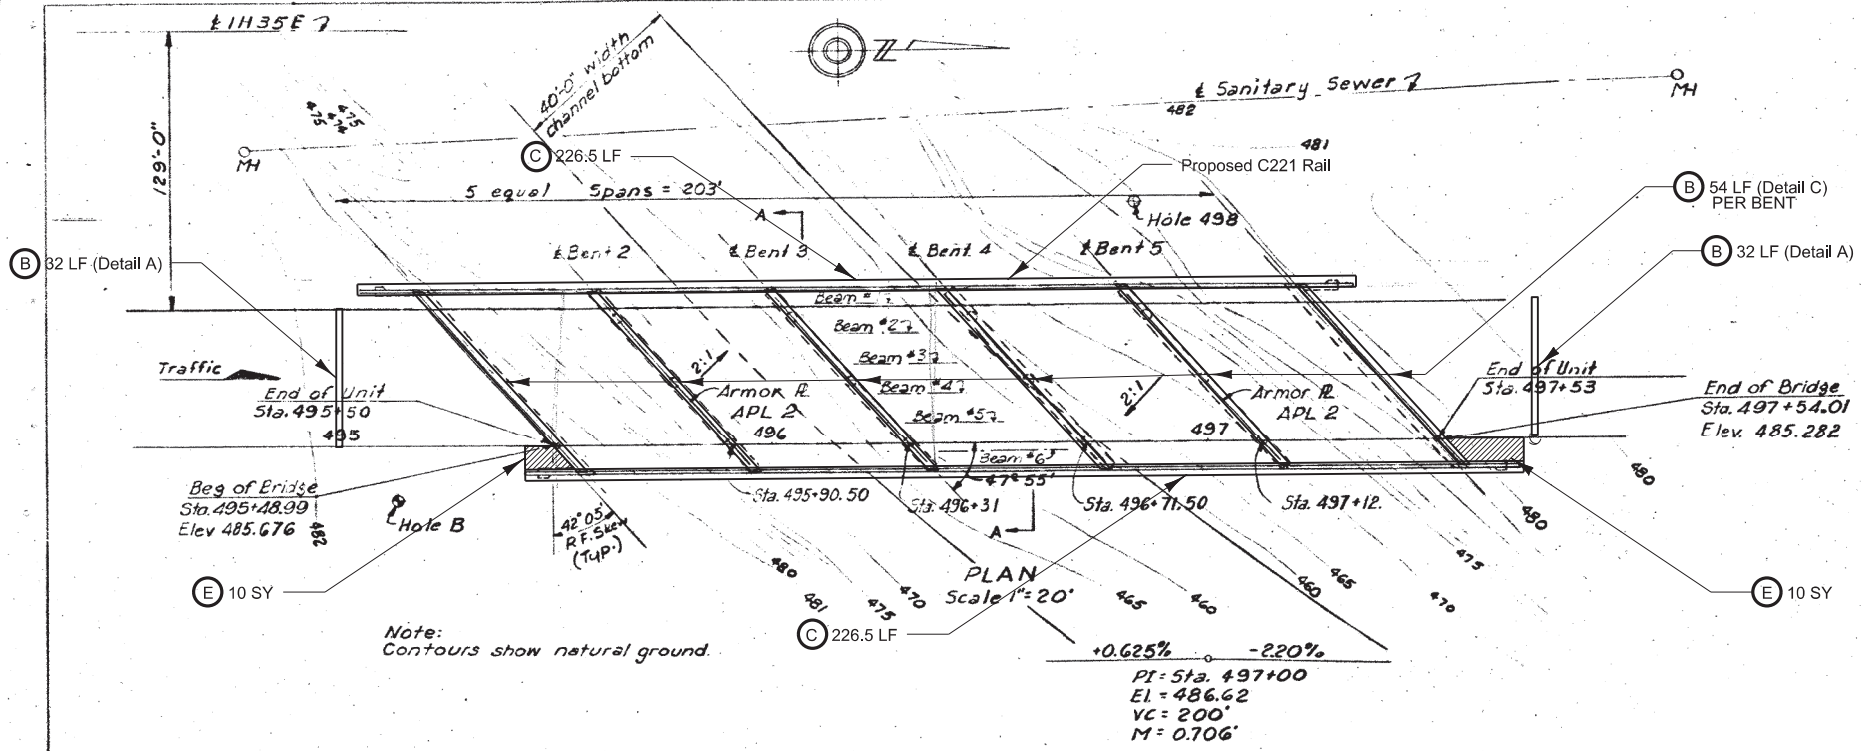 ℄ IH35E
40'-0" width
channel bottom
129'-0"
475
474
475
MH
℄ Sanitary Sewer
482
MH
481
C 226.5 LF
Proposed C221 Rail
5 equal Spans = 203'
B 54 LF (Detail C)
PER BENT
A
Hole 498
B 32 LF (Detail A)
℄ Bent 2
℄ Bent 3
℄ Bent 4
℄ Bent 5
B 32 LF (Detail A)
Beam #
Beam #2
Beam #3
Beam #4
Beam #5
Beam #6
Traffic
2:1
2:1
Armor PL
APL 2
Armor PL
APL 2
End of Unit
Sta. 495+50
495
496
497
End of Unit
Sta. 497+53
End of Bridge
Sta. 497+54.01
Elev. 485.282
Beg of Bridge
Sta. 495+48.99
Elev 485.676
482
Hole B
42°05'
R.F. Skew
(Typ.)
47°55'
Sta. 495+90.50
Sta. 496+31
Sta. 496+71.50
Sta. 497+12.
A
480
480
475
470
465
460
480
481
475
470
465
460
E 10 SY
E 10 SY
PLAN
Scale 1"=20'
C 226.5 LF
Note:
Contours show natural ground.
+0.625% -2.20%
PI = Sta. 497+00
El. = 486.62
VC = 200'
M = 0.706'